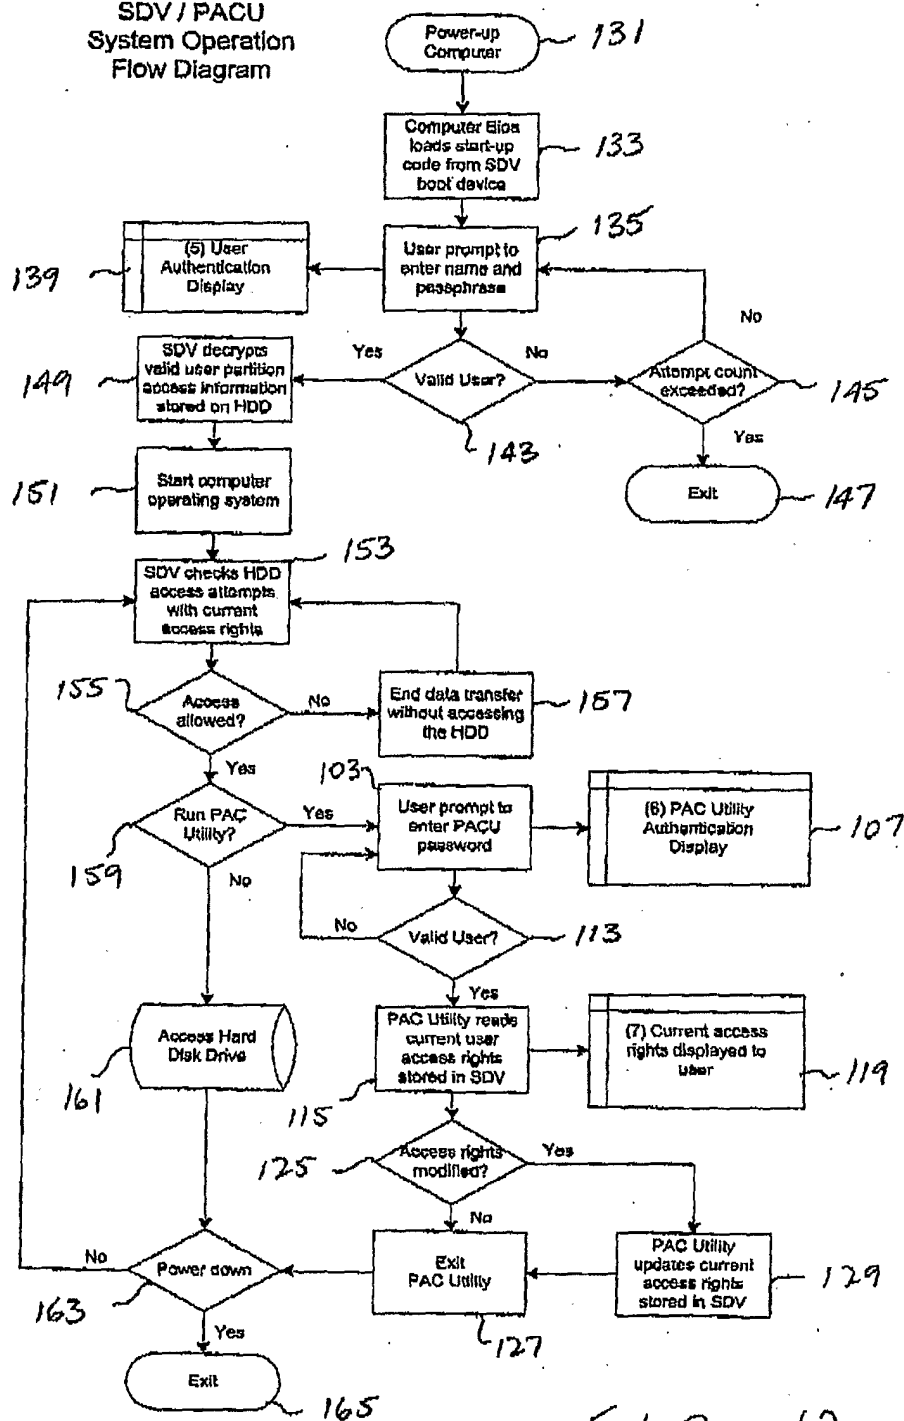 SDV / PACU
System Operation
Flow Diagram
Power-up
Computer
131
Computer Bios
loads start-up
code from SDV
boot device
133
135
User prompt to
enter name and
passphrase
(5) User
Authentication
Display
139
No
SDV decrypts
valid user partition
access information
stored on HDD
149
Yes
Valid User?
No
143
Attempt count
exceeded?
145
Yes
Exit
147
Start computer
operating system
151
153
SDV checks HDD
access attempts
with current
access rights
155
Access
allowed?
No
End data transfer
without accessing
the HDD
157
Yes
103
Run PAC
Utility?
Yes
159
No
User prompt to
enter PACU
password
(6) PAC Utility
Authentication
Display
107
No
Valid User?
113
Yes
PAC Utility reads
current user
access rights
stored in SDV
115
(7) Current access
rights displayed to
user
119
Access Hard
Disk Drive
161
125
Access rights
modified?
Yes
No
No
Power down
163
Exit
PAC Utility
127
PAC Utility
updates current
access rights
stored in SDV
129
Yes
Exit
165